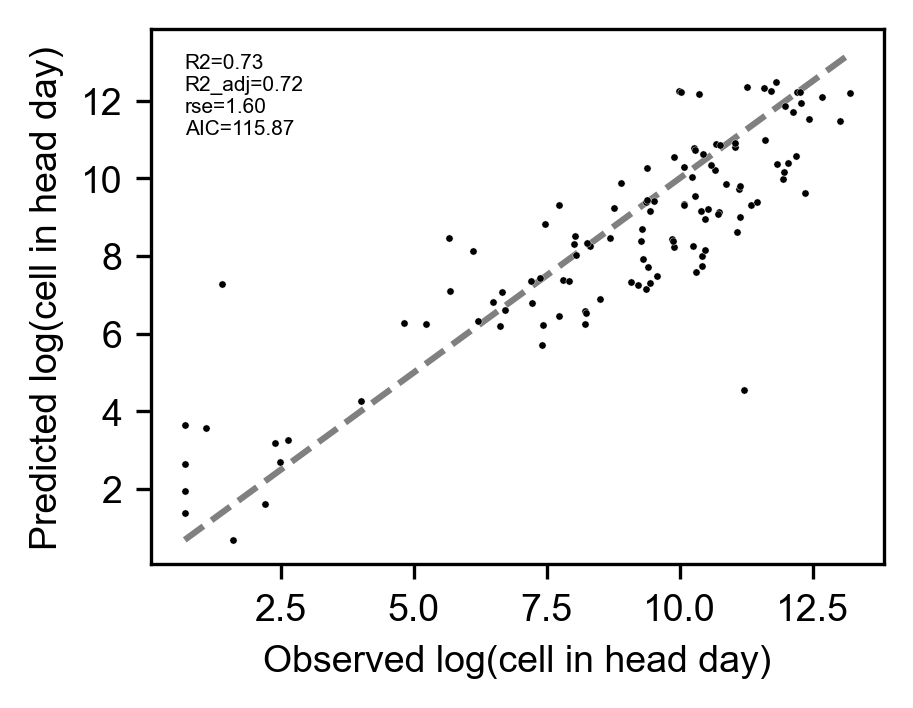 R2=0.73
R2_adj=0.72
rse=1.60
AIC=115.87
Predicted log(cell in head day)
12
10
8
6
4
2
2.5
5.0
7.5
10.0
12.5
Observed log(cell in head day)